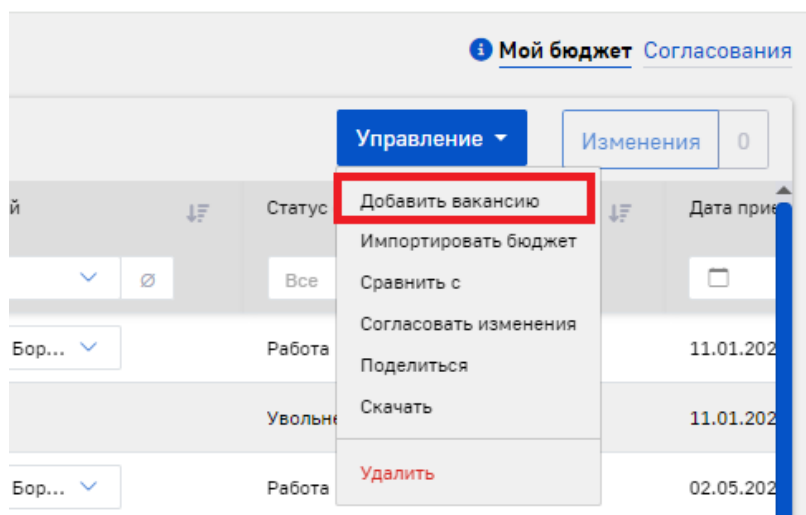 Мой бюджет Согласования
Управление Изменения 0
й Статус Дата прие
Добавить вакансию
Импортировать бюджет
Все
Сравнить с
Согласовать изменения
Бор... Работа 11.01.202
Поделиться
Скачать
Увольне 11.01.202
Удалить
Бор... Работа 02.05.202